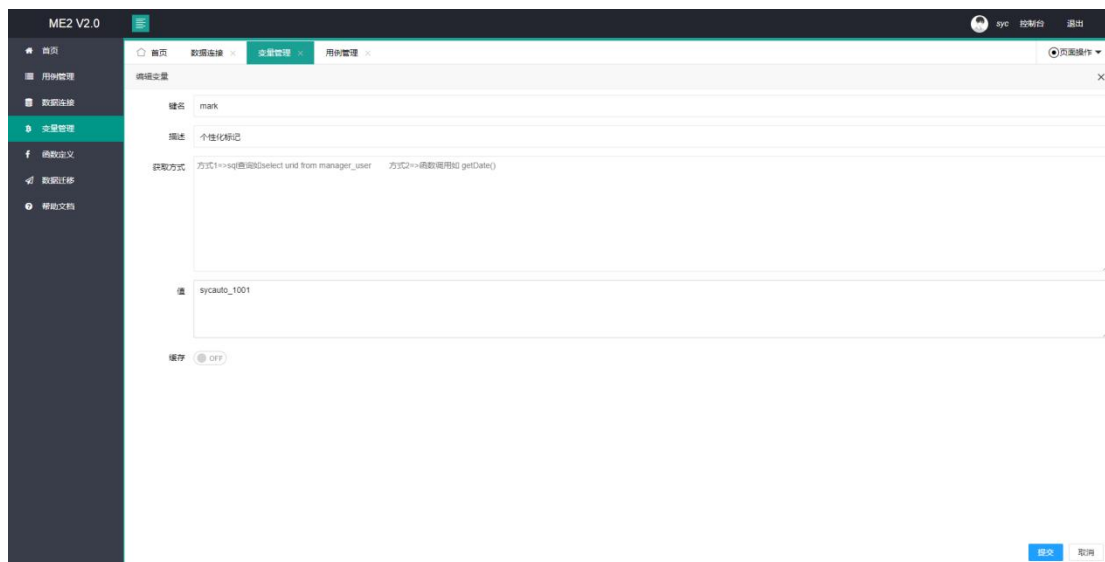 ME2 V2.0
syc 控制台 退出
首页
用例管理
数据连接
变量管理
函数定义
数据迁移
帮助文档
首页 数据连接 × 变量管理 × 用例管理 × 页面操作
编辑变量 ×
键名 mark
描述 个性化标记
获取方式 方式1=>sql查询如select urid from manager_user 方式2=>函数调用如 getDate()
值 sycauto_1001
缓存 OFF
提交 取消